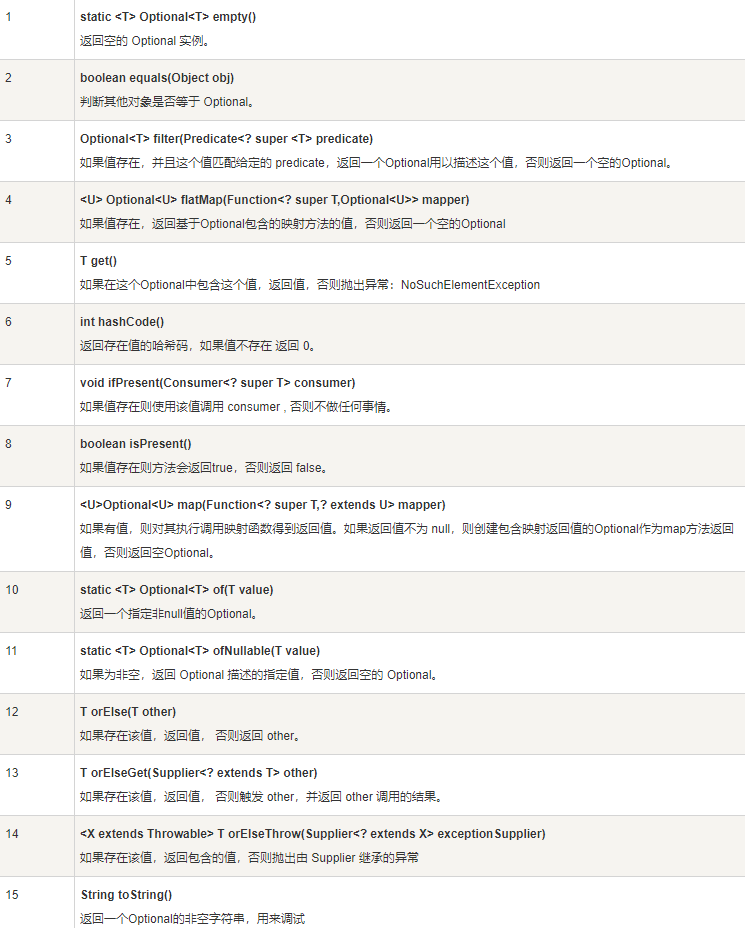 1
static <T> Optional<T> empty()
返回空的 Optional 实例。
2
boolean equals(Object obj)
判断其他对象是否等于 Optional。
3
Optional<T> filter(Predicate<? super <T> predicate)
如果值存在，并且这个值匹配给定的 predicate，返回一个Optional用以描述这个值，否则返回一个空的Optional。
4
<U> Optional<U> flatMap(Function<? super T,Optional<U>> mapper)
如果值存在，返回基于Optional包含的映射方法的值，否则返回一个空的Optional
5
T get()
如果在这个Optional中包含这个值，返回值，否则抛出异常：NoSuchElementException
6
int hashCode()
返回存在值的哈希码，如果值不存在 返回 0。
7
void ifPresent(Consumer<? super T> consumer)
如果值存在则使用该值调用 consumer , 否则不做任何事情。
8
boolean isPresent()
如果值存在则方法会返回true，否则返回 false。
9
<U>Optional<U> map(Function<? super T,? extends U> mapper)
如果有值，则对其执行调用映射函数得到返回值。如果返回值不为 null，则创建包含映射返回值的Optional作为map方法返回
值，否则返回空Optional。
10
static <T> Optional<T> of(T value)
返回一个指定非null值的Optional。
11
static <T> Optional<T> ofNullable(T value)
如果为非空，返回 Optional 描述的指定值，否则返回空的 Optional。
12
T orElse(T other)
如果存在该值，返回值， 否则返回 other。
13
T orElseGet(Supplier<? extends T> other)
如果存在该值，返回值， 否则触发 other，并返回 other 调用的结果。
14
<X extends Throwable> T orElseThrow(Supplier<? extends X> exceptionSupplier)
如果存在该值，返回包含的值，否则抛出由 Supplier 继承的异常
15
String toString()
返回一个Optional的非空字符串，用来调试